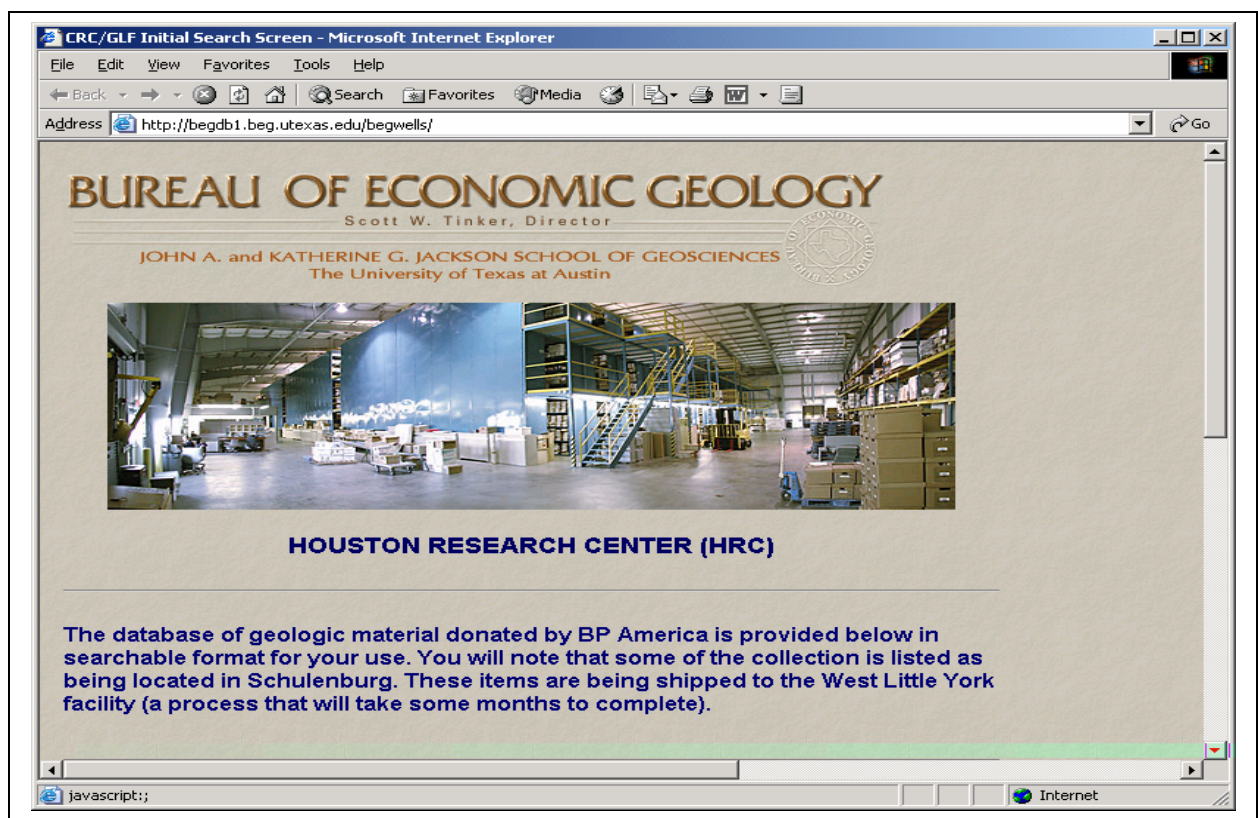 CRC/GLF Initial Search Screen - Microsoft Internet Explorer
File Edit View Favorites Tools Help
Back Search Favorites Media
Address http://begdb1.beg.utexas.edu/begwells/ Go
BUREAU OF ECONOMIC GEOLOGY
Scott W. Tinker, Director
JOHN A. and KATHERINE G. JACKSON SCHOOL OF GEOSCIENCES
The University of Texas at Austin
HOUSTON RESEARCH CENTER (HRC)
The database of geologic material donated by BP America is provided below in
searchable format for your use. You will note that some of the collection is listed as
being located in Schulenburg. These items are being shipped to the West Little York
facility (a process that will take some months to complete).
javascript:; Internet